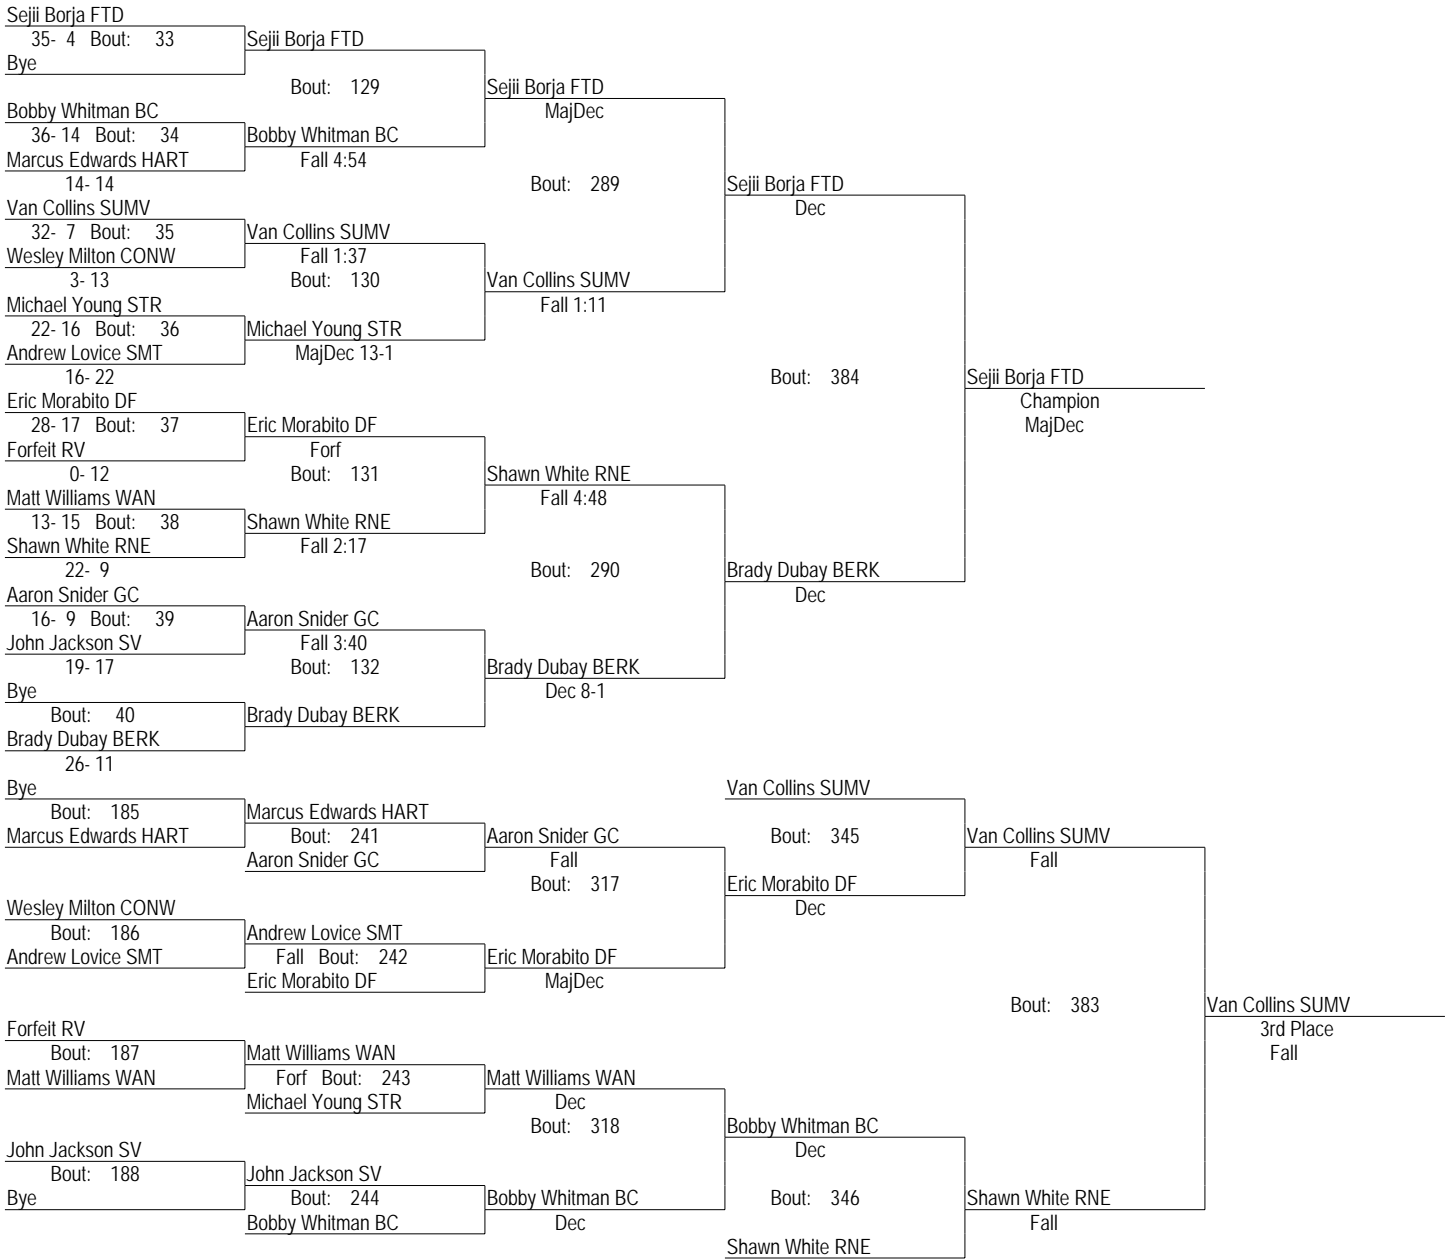 Sejii Borja FTD
35- 4 Bout: 33 Sejii Borja FTD
Bye
Bout: 129 Sejii Borja FTD
Bobby Whitman BC MajDec
36- 14 Bout: 34 Bobby Whitman BC
Marcus Edwards HART Fall 4:54
14- 14 Bout: 289 Sejii Borja FTD
Van Collins SUMV Dec
32- 7 Bout: 35 Van Collins SUMV
Wesley Milton CONW Fall 1:37
3- 13 Bout: 130 Van Collins SUMV
Michael Young STR Fall 1:11
22- 16 Bout: 36 Michael Young STR
Andrew Lovice SMT MajDec 13-1
16- 22 Bout: 384 Sejii Borja FTD
Eric Morabito DF Champion
28- 17 Bout: 37 Eric Morabito DF MajDec
Forfeit RV Forf
0- 12 Bout: 131 Shawn White RNE
Matt Williams WAN Fall 4:48
13- 15 Bout: 38 Shawn White RNE
Shawn White RNE Fall 2:17
22- 9 Bout: 290 Brady Dubay BERK
Aaron Snider GC Dec
16- 9 Bout: 39 Aaron Snider GC
John Jackson SV Fall 3:40
19- 17 Bout: 132 Brady Dubay BERK
Bye Dec 8-1
Bout: 40 Brady Dubay BERK
Brady Dubay BERK
26- 11
Bye Van Collins SUMV
Bout: 185 Marcus Edwards HART
Marcus Edwards HART Bout: 241 Aaron Snider GC Bout: 345 Van Collins SUMV
Aaron Snider GC Fall Fall
Bout: 317 Eric Morabito DF
Wesley Milton CONW Dec
Bout: 186 Andrew Lovice SMT
Andrew Lovice SMT Fall Bout: 242 Eric Morabito DF
Eric Morabito DF MajDec
Bout: 383 Van Collins SUMV
Forfeit RV 3rd Place
Bout: 187 Matt Williams WAN Fall
Matt Williams WAN Forf Bout: 243 Matt Williams WAN
Michael Young STR Dec
Bout: 318 Bobby Whitman BC
John Jackson SV Dec
Bout: 188 John Jackson SV
Bye Bout: 244 Bobby Whitman BC Bout: 346 Shawn White RNE
Bobby Whitman BC Dec Fall
Shawn White RNE